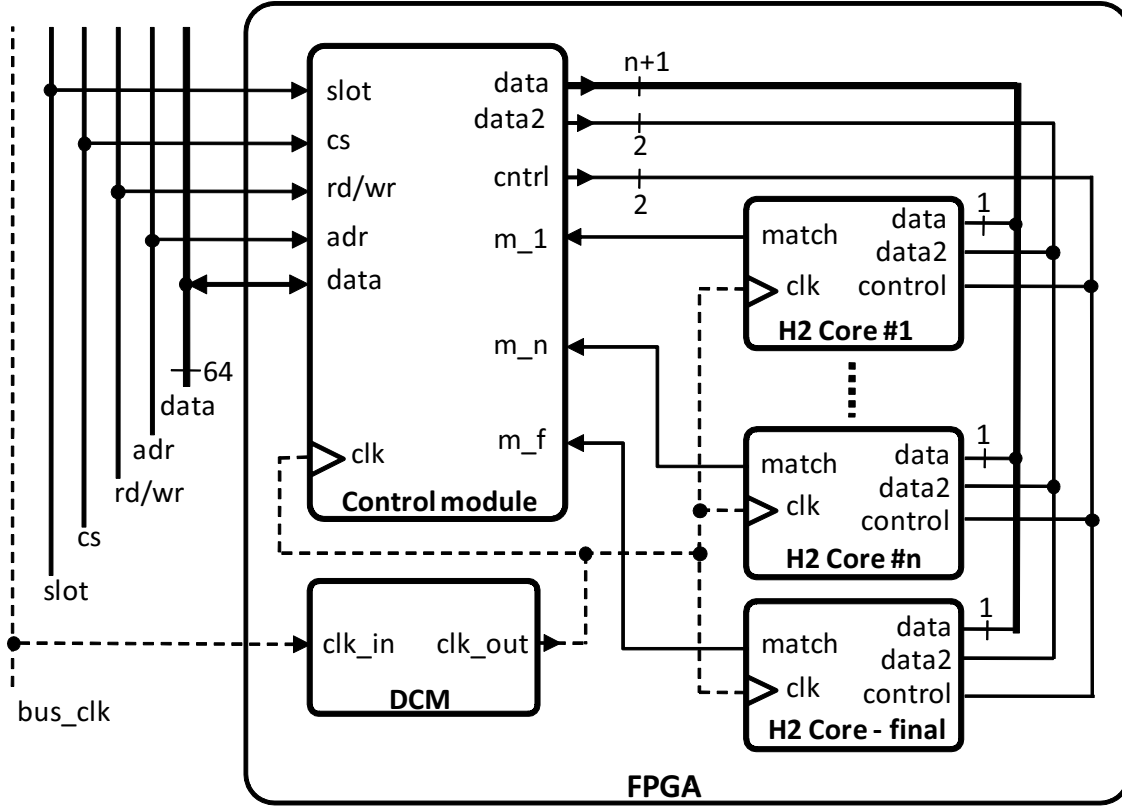 slot
cs
rd/wr
adr
data
clk
Control module
data
data2
cntrl
m_1
m_n
m_f
n+1
2
2
match
clk
data
data2
control
1
H2 Core #1
match
clk
data
data2
control
1
H2 Core #n
match
clk
data
data2
control
1
H2 Core - final
64
data
adr
rd/wr
cs
slot
bus_clk
clk_in
clk_out
DCM
FPGA